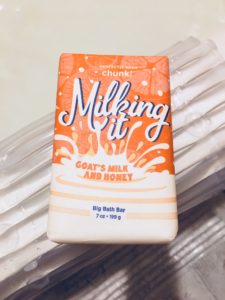 chunk!
Milking
it
GOAT'S MILK
AND HONEY
Big Bath Bar
7 oz • 199 g